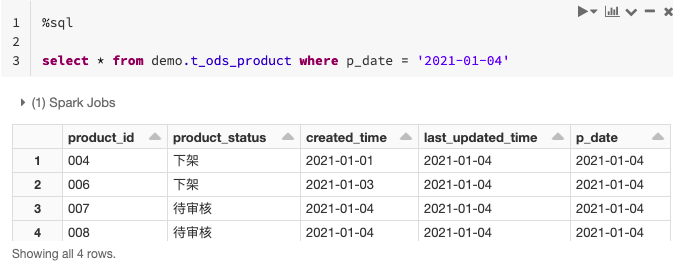 1 %sql
2
3 select * from demo.t_ods_product where p_date = '2021-01-04'
(1) Spark Jobs
product_id product_status created_time last_updated_time p_date
1 004 下架 2021-01-01 2021-01-04 2021-01-04
2 006 下架 2021-01-03 2021-01-04 2021-01-04
3 007 待审核 2021-01-04 2021-01-04 2021-01-04
4 008 待审核 2021-01-04 2021-01-04 2021-01-04
Showing all 4 rows.